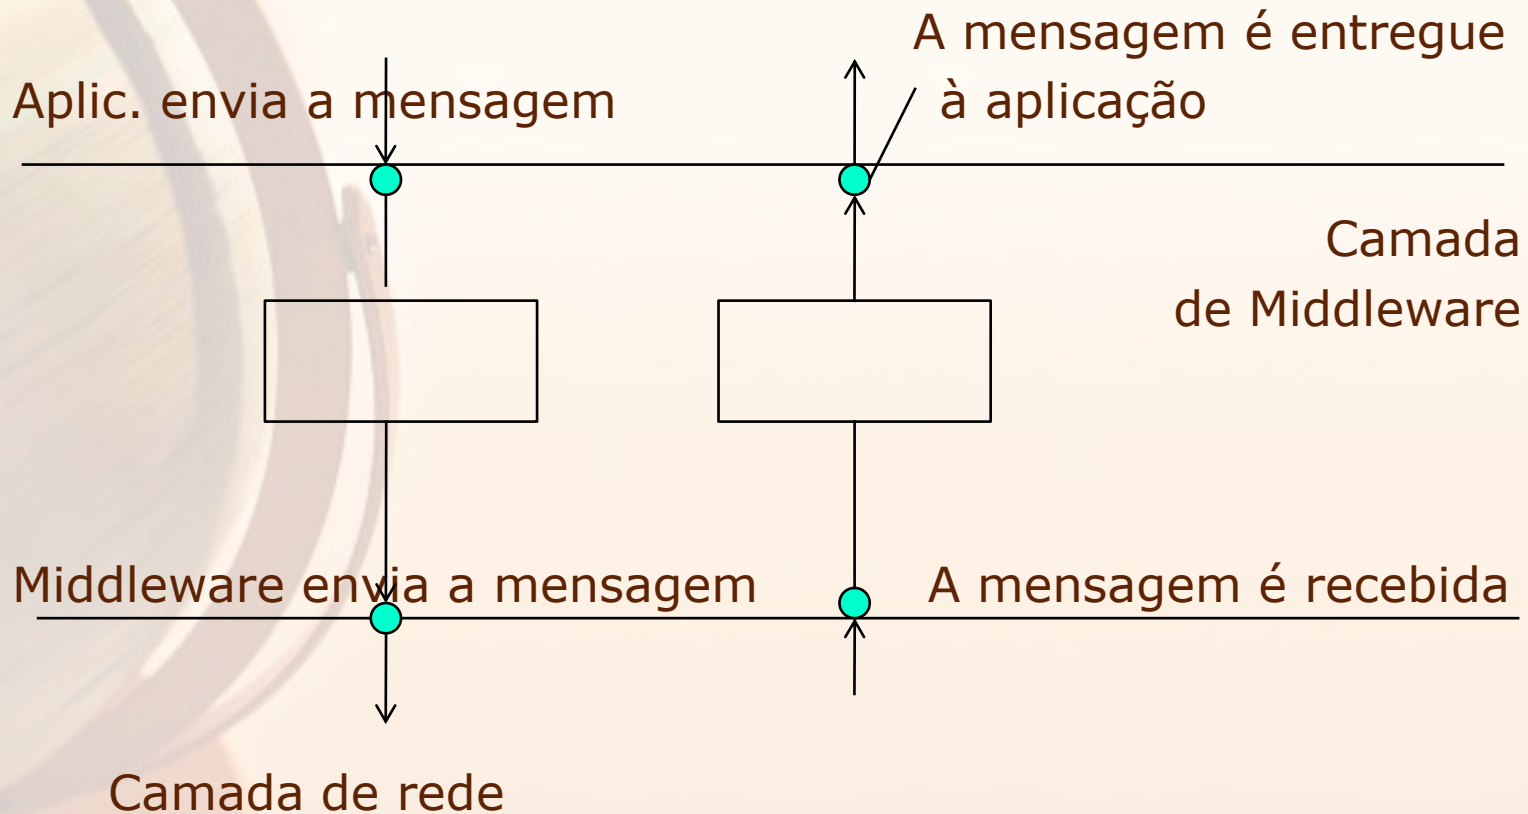 A mensagem é entregue
Aplic. envia a mensagem
à aplicação
Camada
de Middleware
Middleware envia a mensagem
A mensagem é recebida
Camada de rede